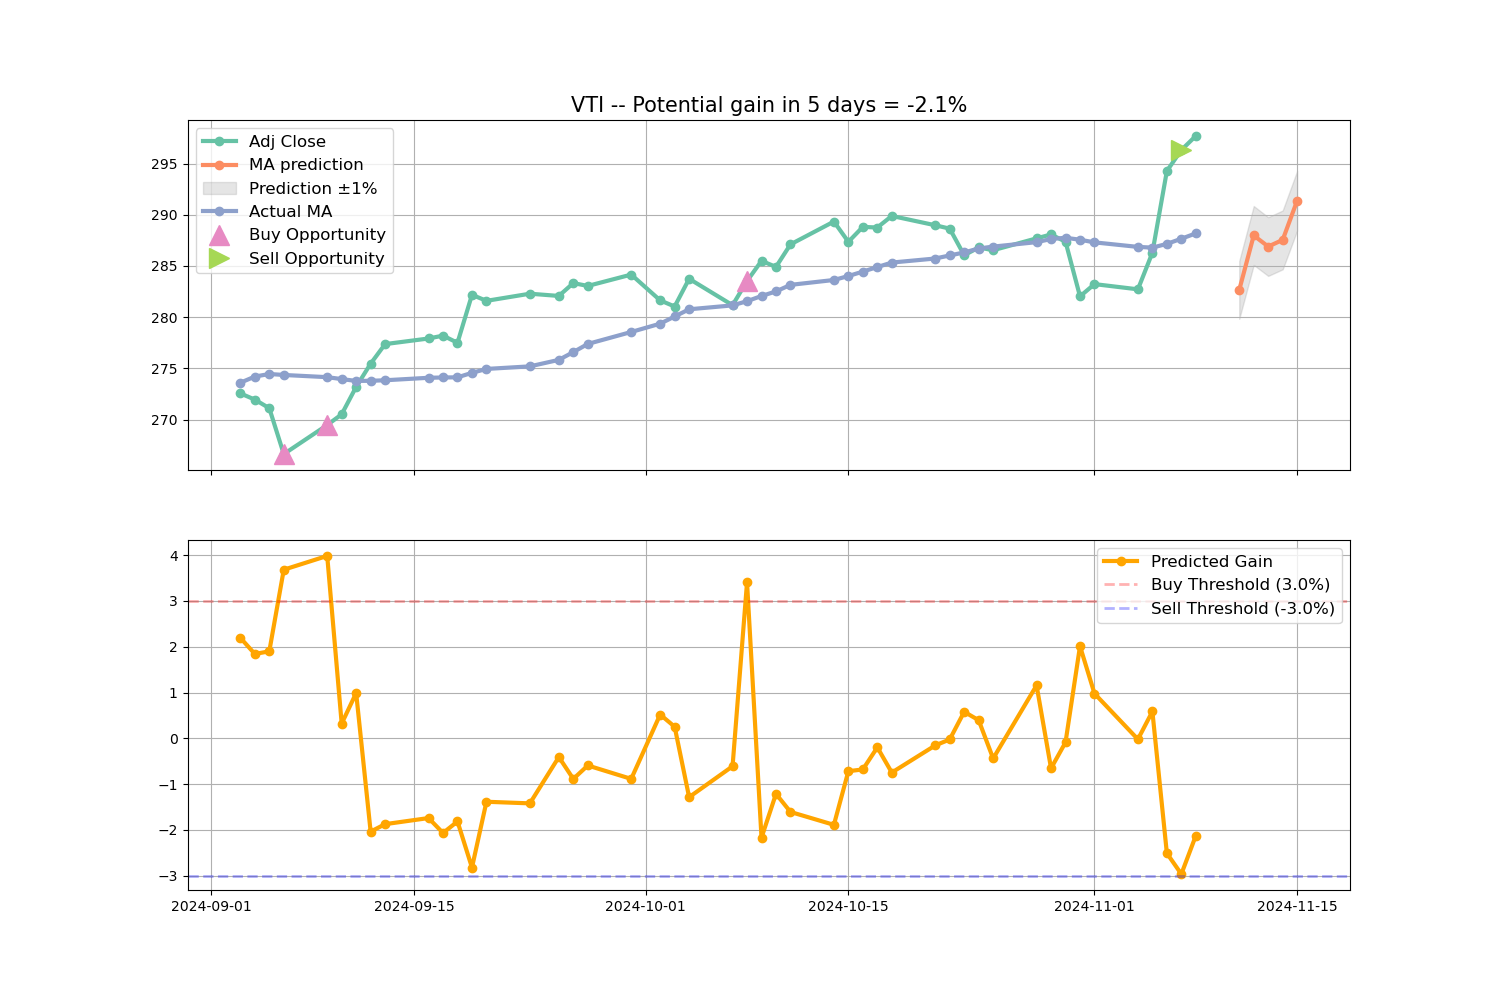 VTI -- Potential gain in 5 days = -2.1%
Adj Close
MA prediction
Prediction ±1%
Actual MA
Buy Opportunity
Sell Opportunity
295
290
285
280
275
270
Predicted Gain
Buy Threshold (3.0%)
Sell Threshold (-3.0%)
4
3
2
1
0
−1
−2
−3
2024-09-01
2024-09-15
2024-10-01
2024-10-15
2024-11-01
2024-11-15